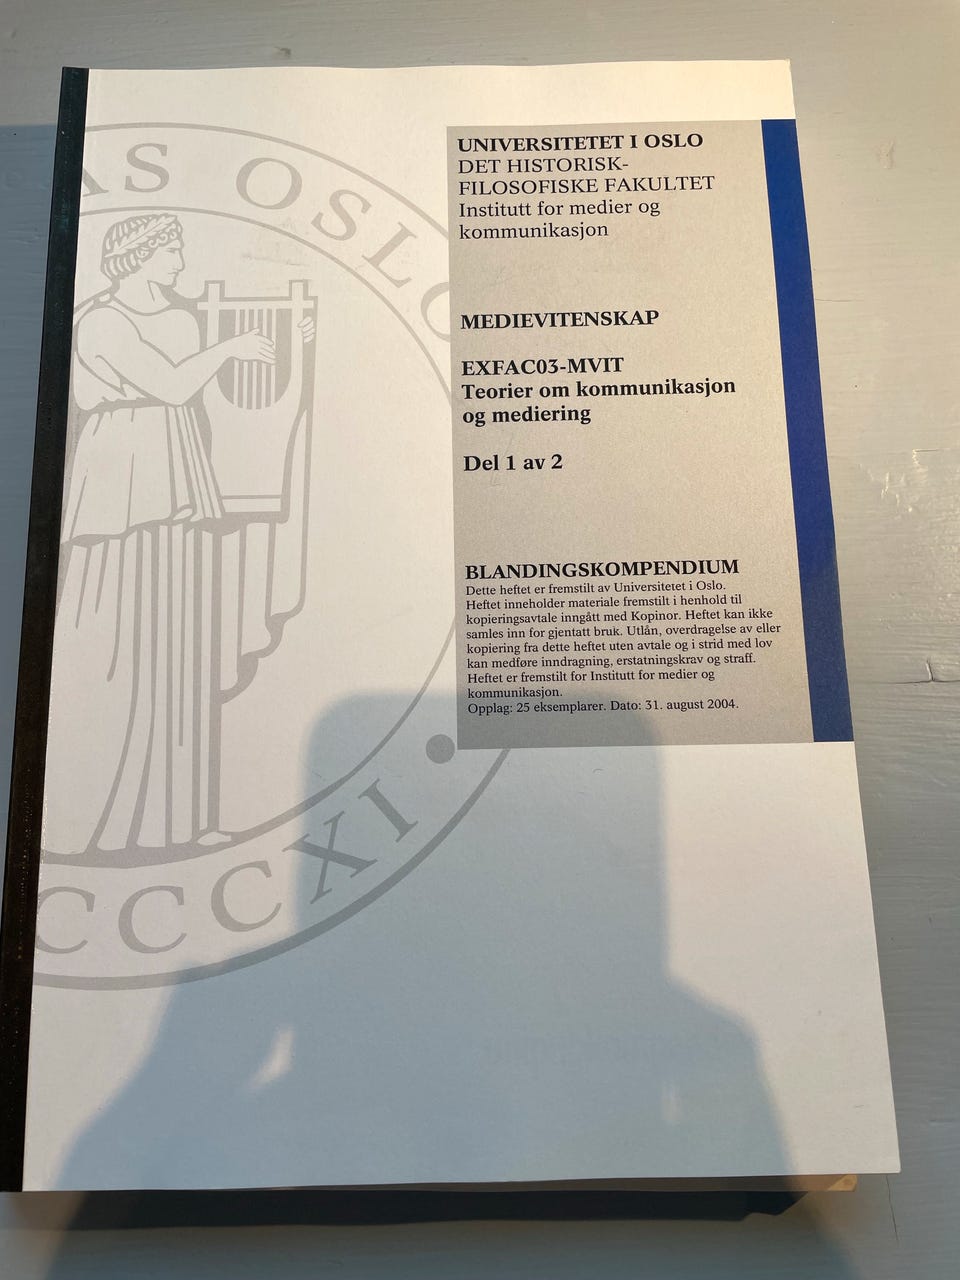 AS OSLO
UNIVERSITETET I OSLO
DET HISTORISK-
FILOSOFISKE FAKULTET
Institutt for medier og
kommunikasjon
MEDIEVITENSKAP
EXFAC03-MVIT
Teorier om kommunikasjon
og mediering
Del 1 av 2
BLANDINGSKOMPENDIUM
Dette heftet er fremstilt av Universitetet i Oslo.
Heftet inneholder materiale fremstilt i henhold til
kopieringsavtale inngått med Kopinor. Heftet kan ikke
samles inn for gjentatt bruk. Utlån, overdragelse av eller
kopiering fra dette heftet uten avtale og i strid med lov
kan medføre inndragning, erstatningskrav og straff.
Heftet er fremstilt for Institutt for medier og
kommunikasjon.
Opplag: 25 eksemplarer. Dato: 31. august 2004.
CCCXI